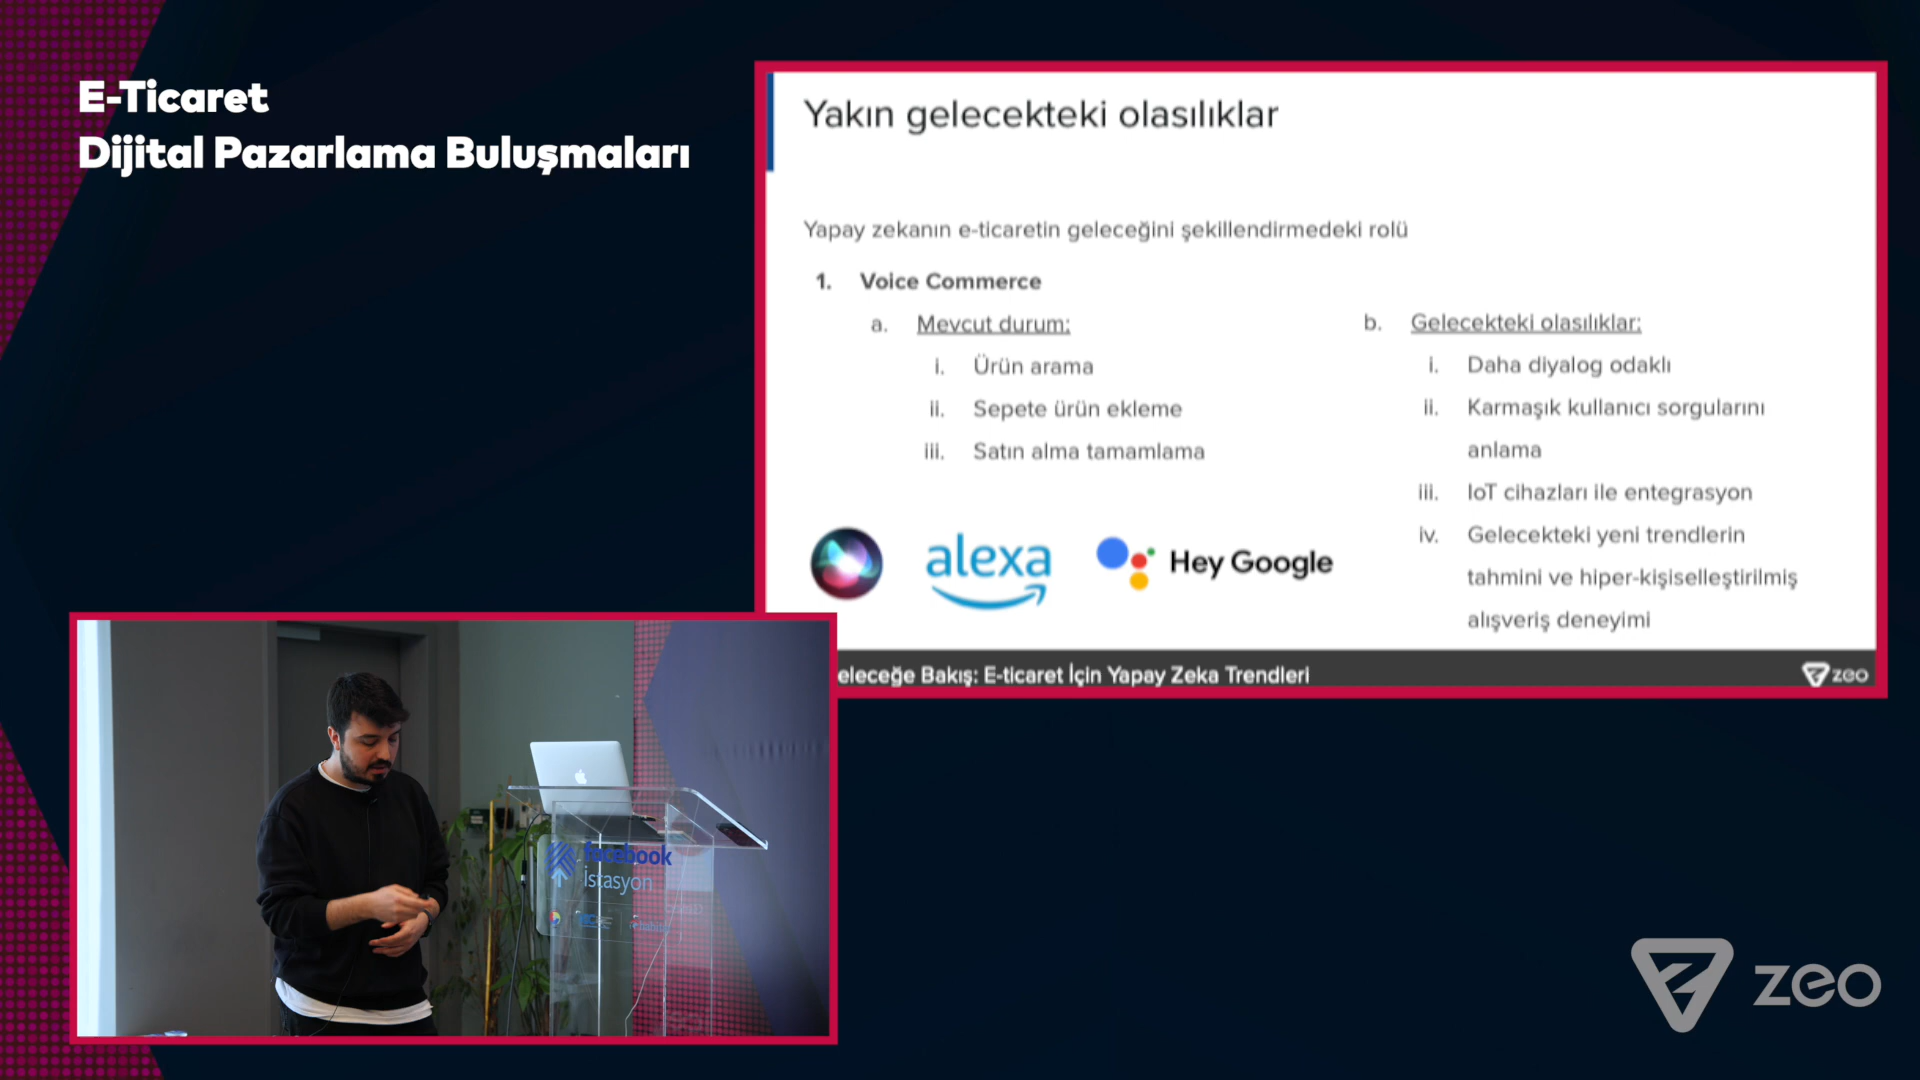 E-Ticaret
Dijital Pazarlama Buluşmaları
Yakın gelecekteki olasılıklar
Yapay zekanın e-ticaretin geleceğini şekillendirmedeki rolü
1. Voice Commerce
a. Mevcut durum:
i. Ürün arama
ii. Sepete ürün ekleme
iii. Satın alma tamamlama
b. Gelecekteki olasılıklar:
i. Daha diyalog odaklı
ii. Karmaşık kullanıcı sorgularını
anlama
iii. IoT cihazları ile entegrasyon
iv. Gelecekteki yeni trendlerin
tahmini ve hiper-kişiselleştirilmiş
alışveriş deneyimi
alexa
Hey Google
eleceğe Bakış: E-ticaret İçin Yapay Zeka Trendleri
zeo
facebook
İstasyon
zeo